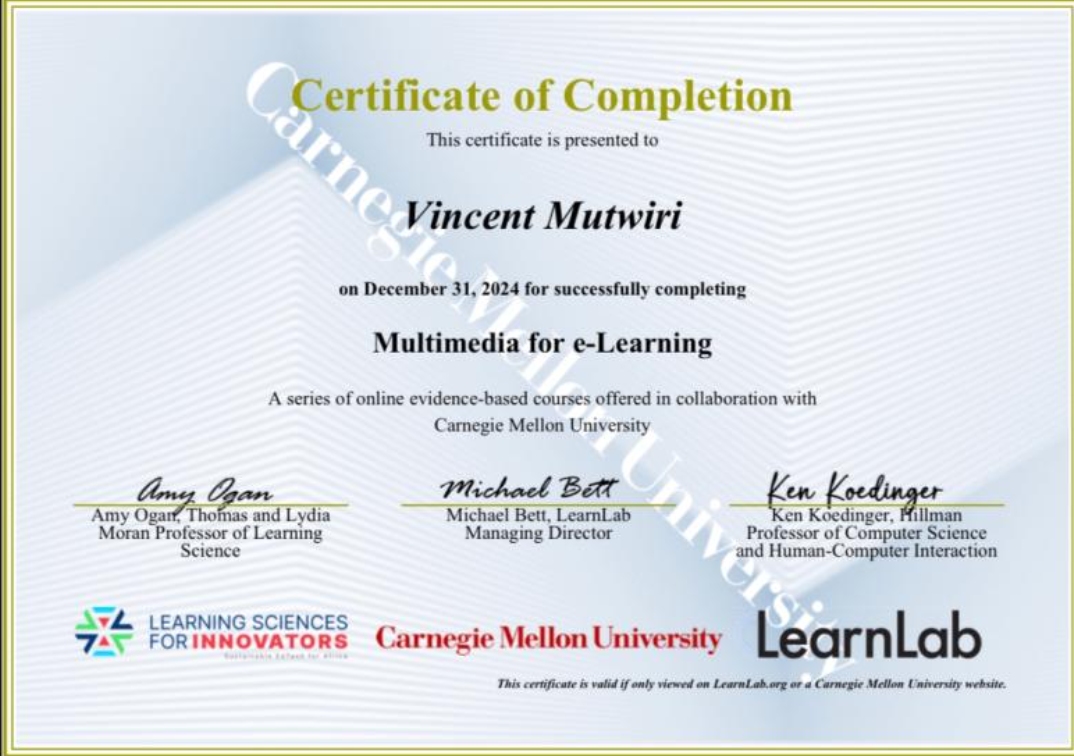 Certificate of Completion
This certificate is presented to
Vincent Mutwiri
on December 31, 2024 for successfully completing
Multimedia for e-Learning
A series of online evidence-based courses offered in collaboration with
Carnegie Mellon University
Amy Ogan
Amy Ogan, Thomas and Lydia
Moran Professor of Learning
Science
Michael Bett
Michael Bett, LearnLab
Managing Director
Ken Koedinger
Ken Koedinger, Hillman
Professor of Computer Science
and Human-Computer Interaction
LEARNING SCIENCES
FOR INNOVATORS
Carnegie Mellon University
LearnLab
This certificate is valid if only viewed on LearnLab.org or a Carnegie Mellon University website.
Carnegie Mellon University